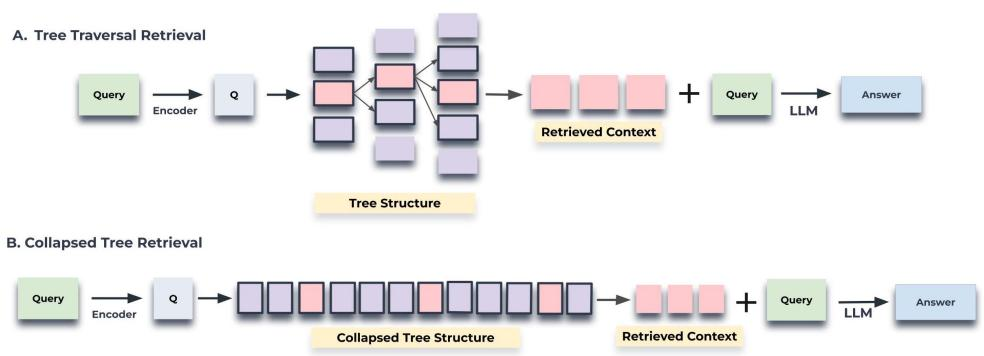 A. Tree Traversal Retrieval
Query
Encoder
Q
Retrieved Context
Query
LLM
Answer
Tree Structure
B. Collapsed Tree Retrieval
Query
Encoder
Q
Collapsed Tree Structure
Retrieved Context
+
Query
LLM
Answer